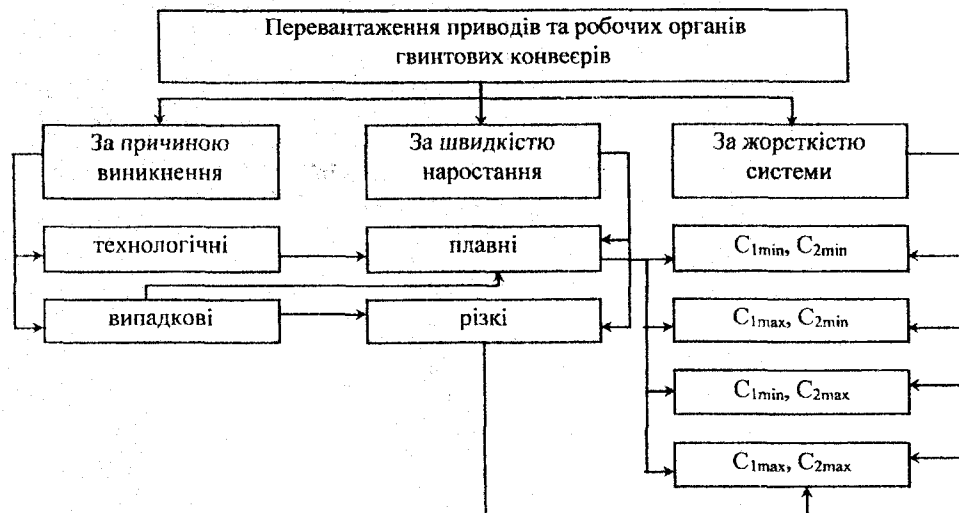 Перевантаження приводів та робочих органів
гвинтових конвеєрів
За причиною
виникнення
За швидкістю
наростання
За жорсткістю
системи
технологічні
плавні
C1min, C2min
випадкові
різкі
C1max, C2min
C1min, C2max
C1max, C2max